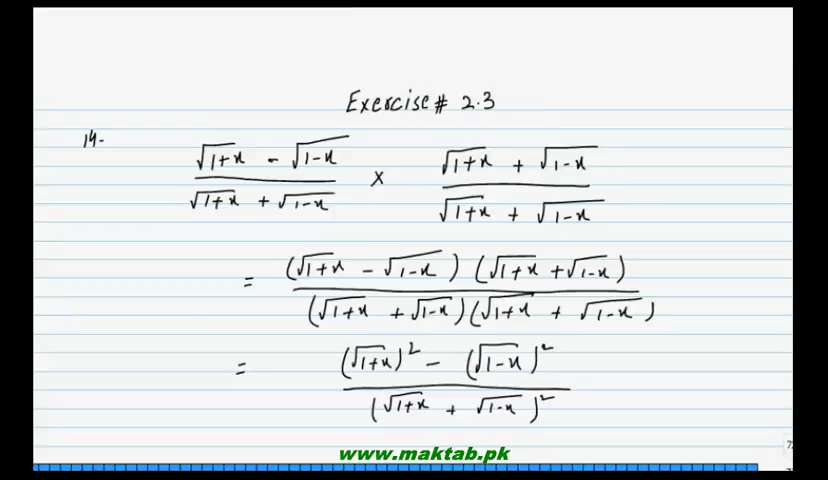 Exercise# 2.3
14.
(√1+x - √1-x)/(√1+x + √1-x) × (√1+x + √1-x)/(√1+x + √1-x)
= (√1+x - √1-x) (√1+x + √1-x)/(√1+x + √1-x)(√1+x + √1-x)
= (√1+x)² - (√1-x)²/(√1+x + √1-x)²
www.maktab.pk